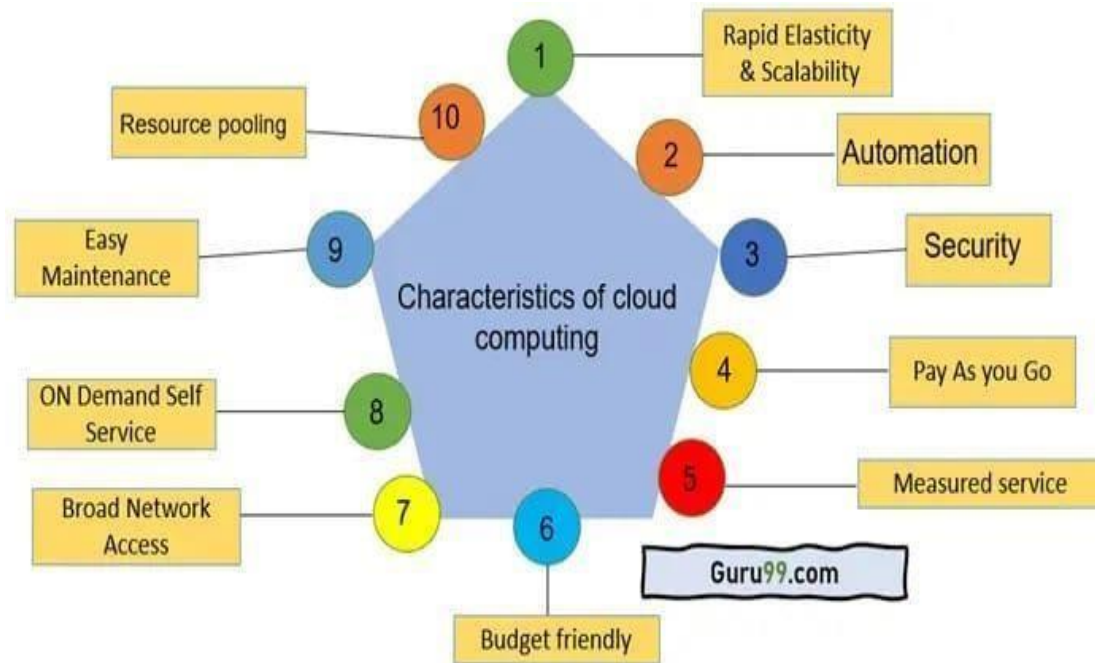 1
Rapid Elasticity
& Scalability
2
Automation
3
Security
4
Pay As you Go
5
Measured service
6
Budget friendly
7
Broad Network
Access
8
ON Demand Self
Service
9
Easy
Maintenance
10
Resource pooling
Characteristics of cloud
computing
Guru99.com